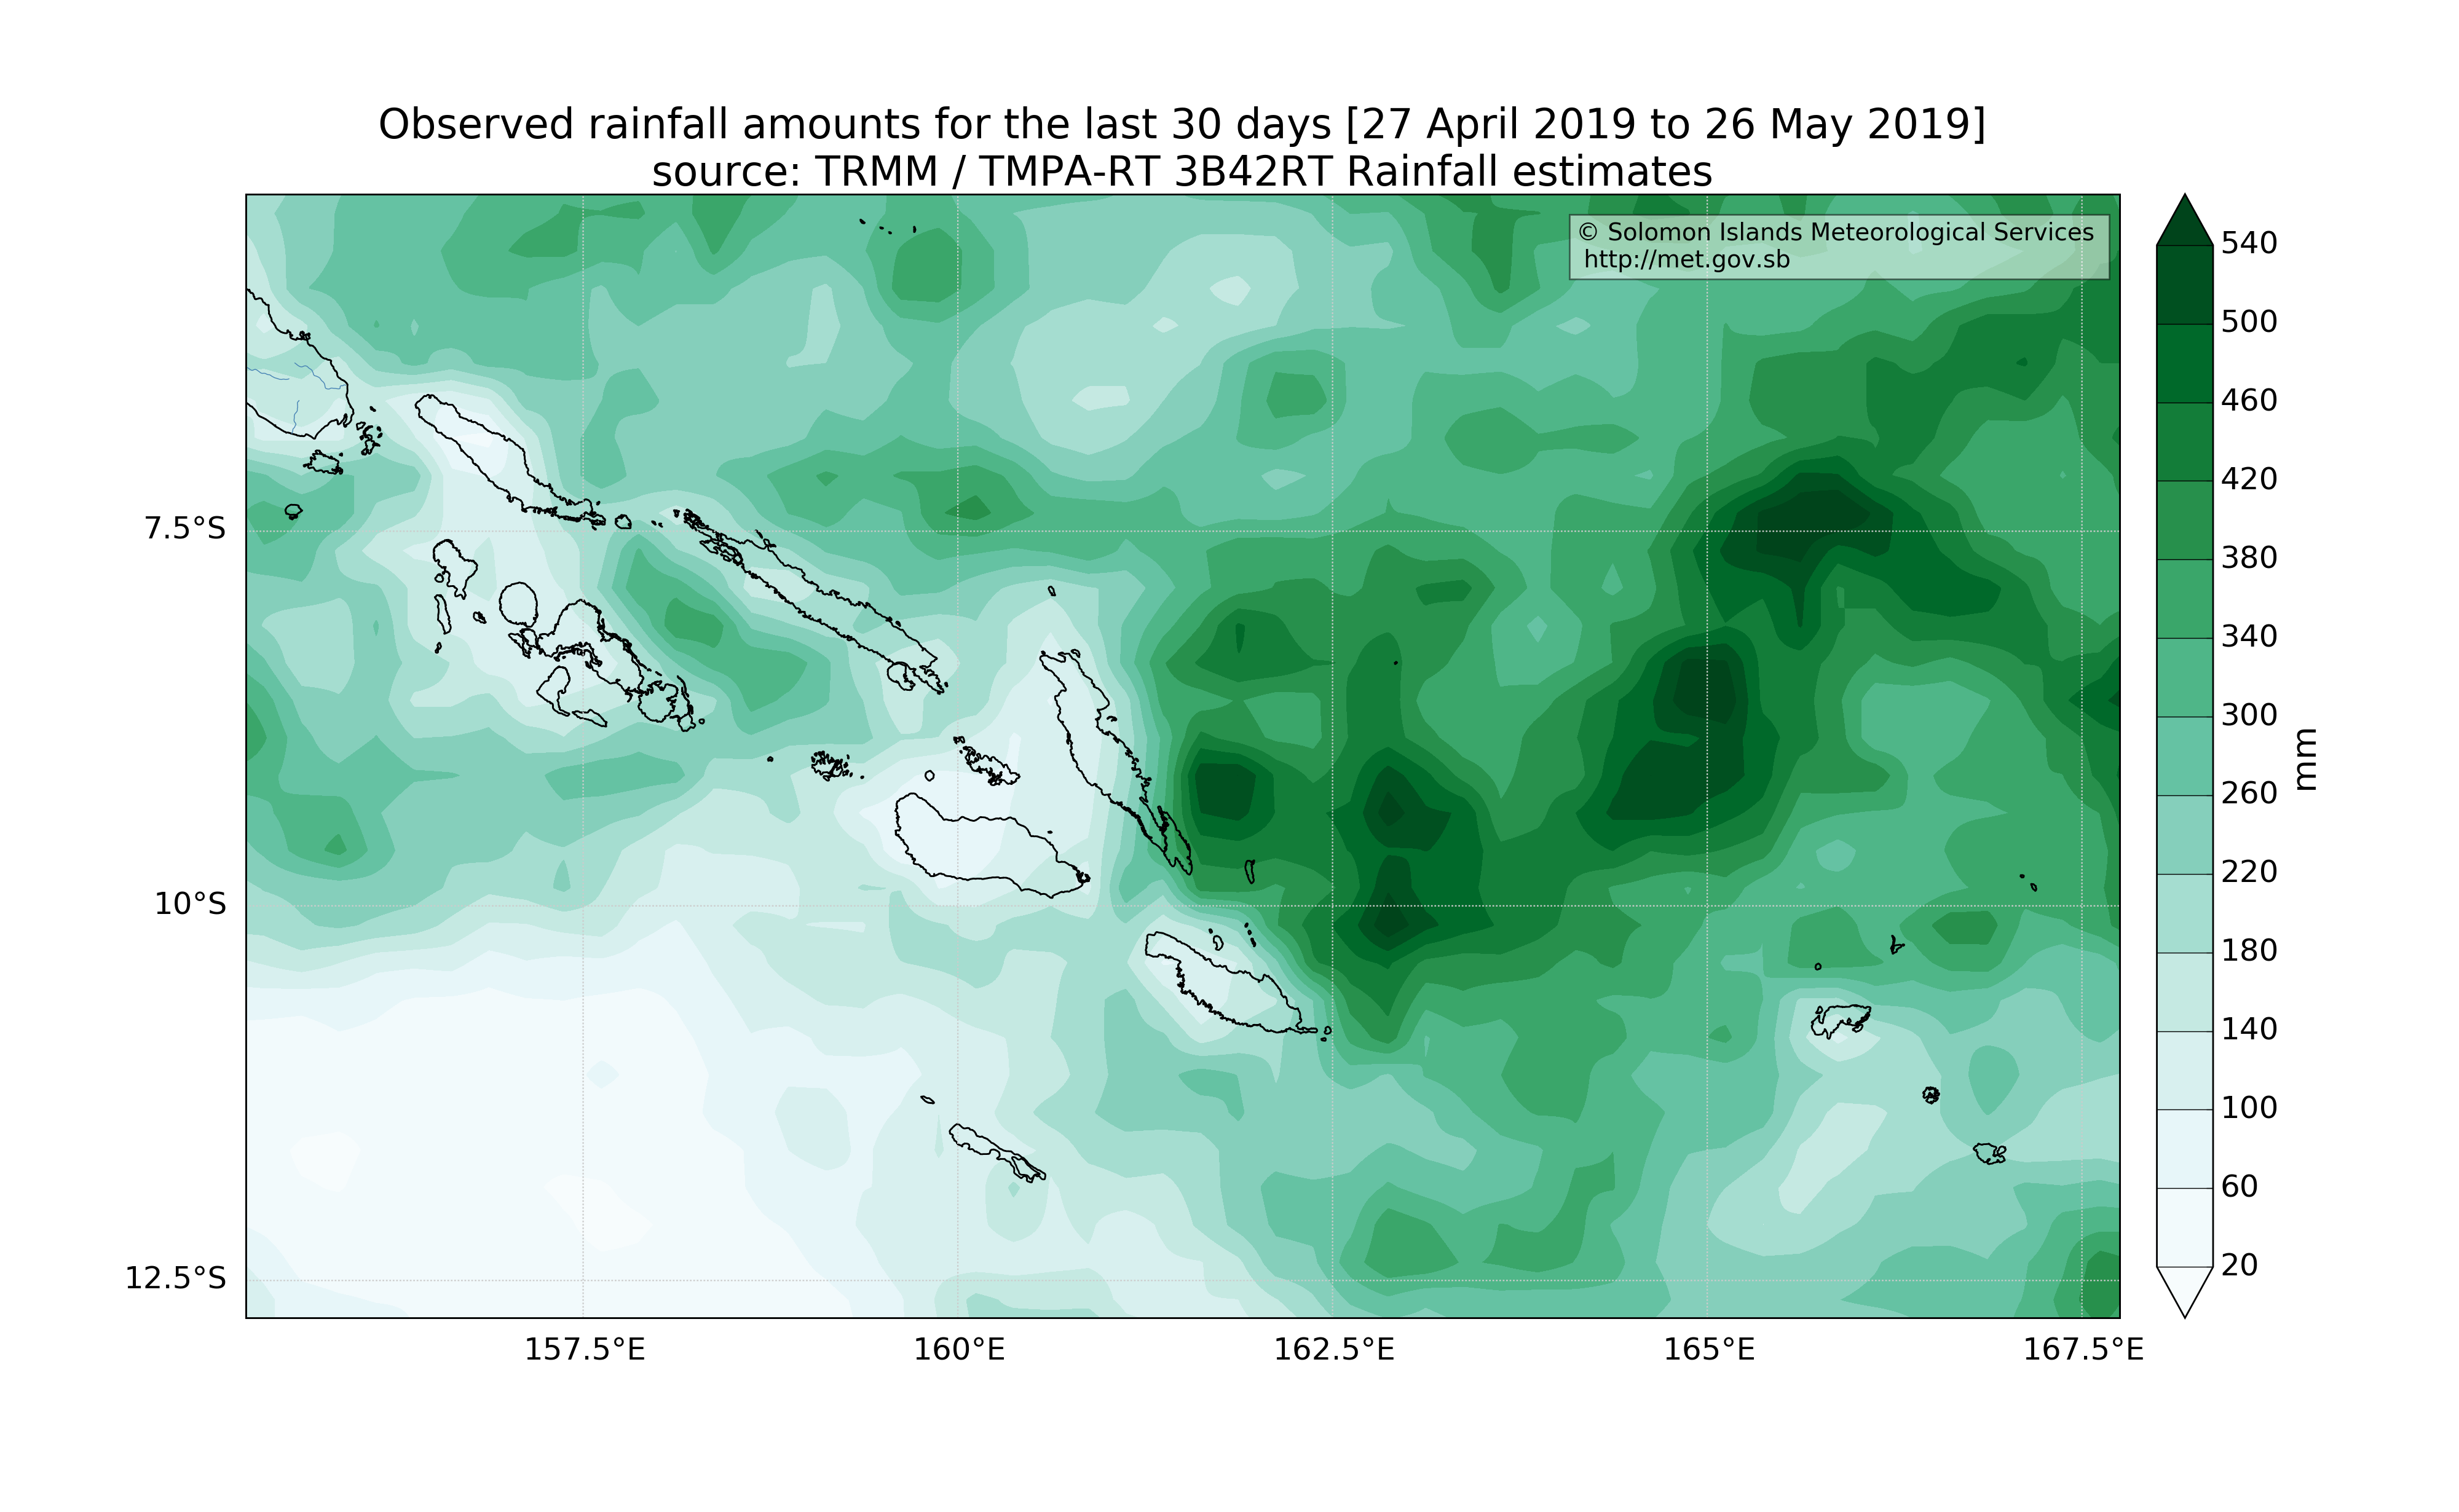 Observed rainfall amounts for the last 30 days [27 April 2019 to 26 May 2019]
source: TRMM / TMPA-RT 3B42RT Rainfall estimates
© Solomon Islands Meteorological Services
http://met.gov.sb
540
500
460
420
380
340
300
260
220
180
140
100
60
20
mm
7.5°S
10°S
12.5°S
157.5°E
160°E
162.5°E
165°E
167.5°E